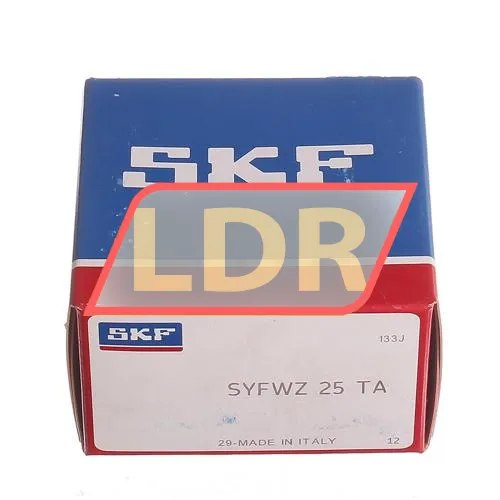 SKF
LDR
SKF
133J
SYFWZ 25 TA
29-MADE IN ITALY 12